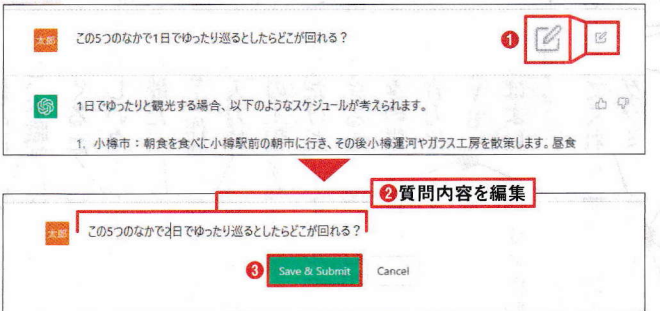 太郎 この5つのなかで1日でゆったり巡るとしたらどこが回れる？ ❶
1日でゆったりと観光する場合、以下のようなスケジュールが考えられます。
1. 小樽市：朝食を食べに小樽駅前の朝市に行き、その後小樽運河やガラス工房を散策します。昼食
❷質問内容を編集
太郎 この5つのなかで2日でゆったり巡るとしたらどこが回れる？
❸ Save & Submit Cancel